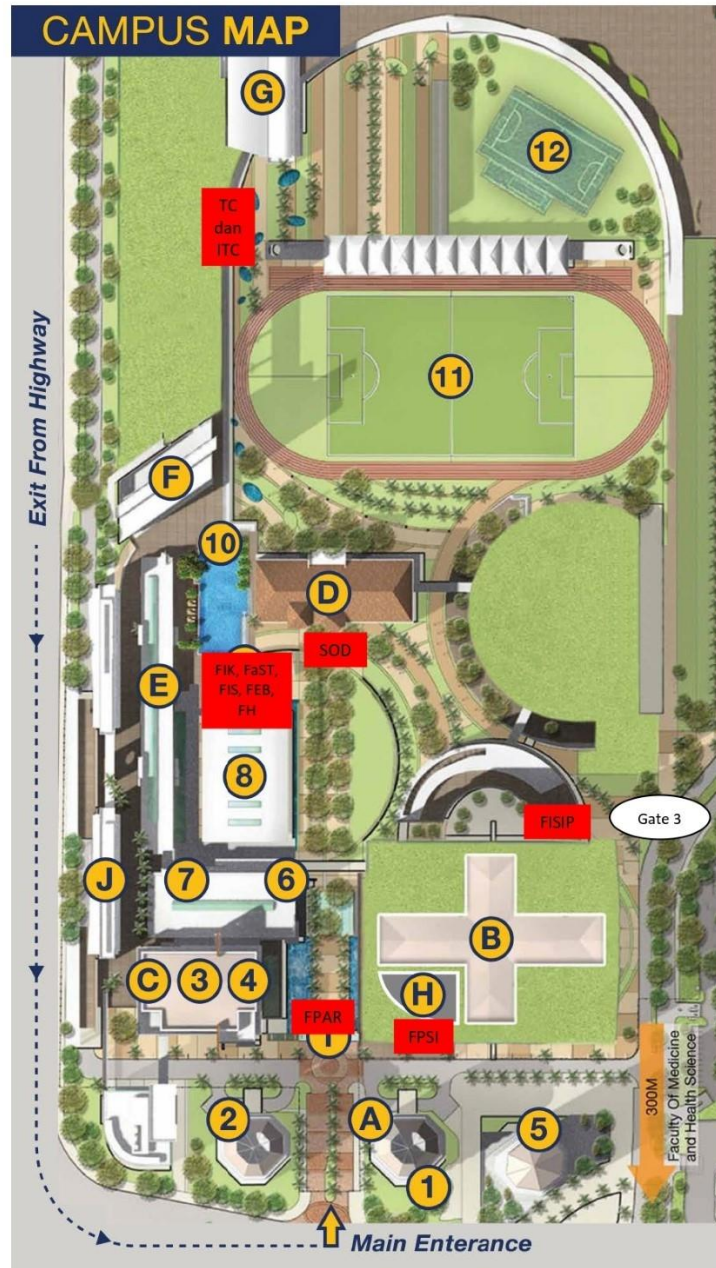 CAMPUS MAP
G
12
TC
dan
ITC
11
Exit From Highway
F
10
D
SOD
E
FIK, FaST,
FIS, FEB,
FH
8
FISIP
Gate 3
J
7
6
B
C
3
4
H
FPAR
FPSI
300M
Faculty Of Medicine
and Health Science
2
A
5
1
Main Enterance